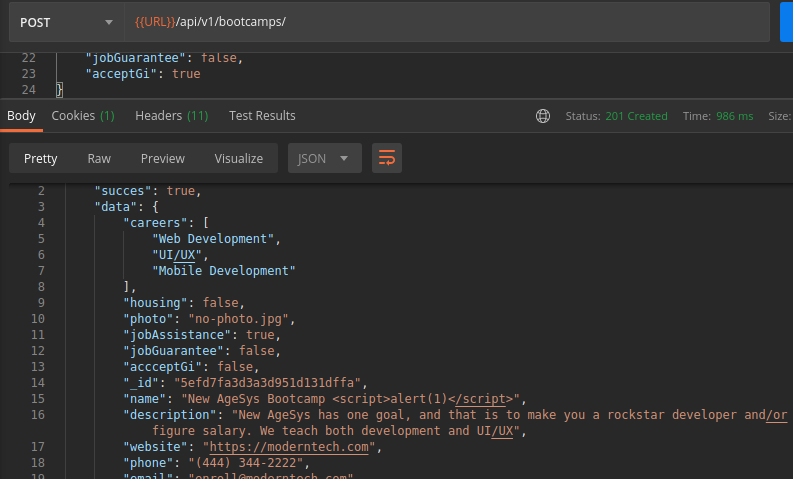 POST {{URL}}/api/v1/bootcamps/
22 "jobGuarantee": false,
23 "acceptGi": true
24 }
Body Cookies (1) Headers (11) Test Results Status: 201 Created Time: 986 ms Size:
Pretty Raw Preview Visualize JSON
2 "succes": true,
3 "data": {
4 "careers": [
5 "Web Development",
6 "UI/UX",
7 "Mobile Development"
8 ],
9 "housing": false,
10 "photo": "no-photo.jpg",
11 "jobAssistance": true,
12 "jobGuarantee": false,
13 "accceptGi": false,
14 "_id": "5efd7fa3d3a3d951d131dffa",
15 "name": "New AgeSys Bootcamp <script>alert(1)</script>",
16 "description": "New AgeSys has one goal, and that is to make you a rockstar developer and/or
figure salary. We teach both development and UI/UX",
17 "website": "https://moderntech.com",
18 "phone": "(444) 344-2222",
19 "email": "enroll@moderntech.com"